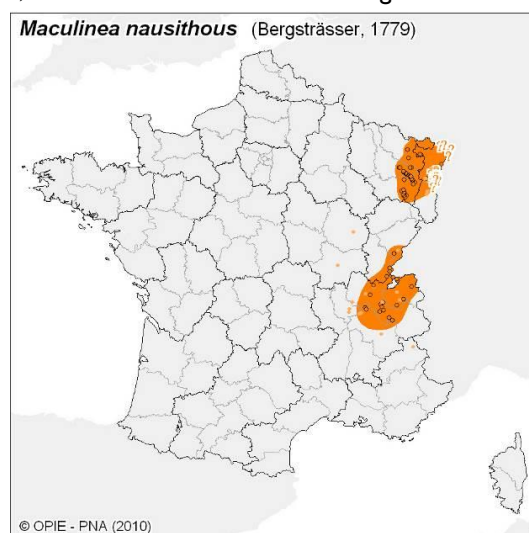 Maculinea nausithous (Bergsträsser, 1779)
???
???
© OPIE - PNA (2010)